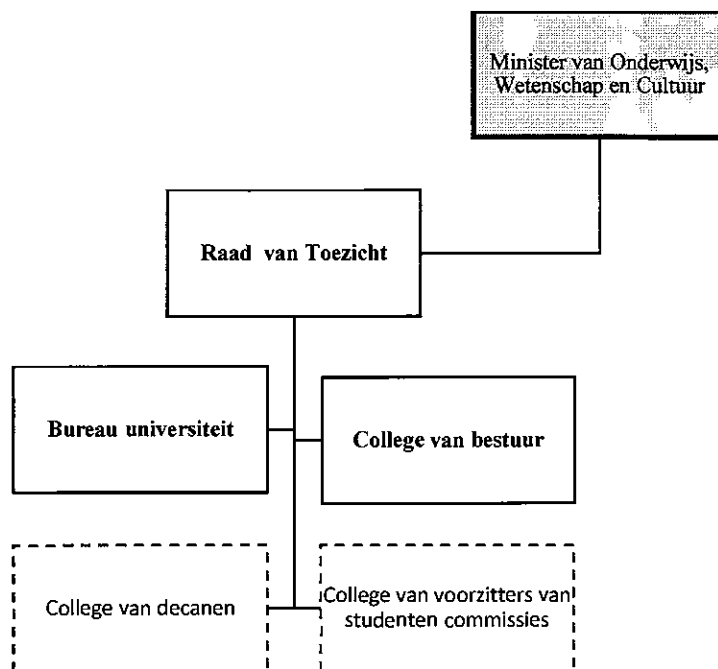 Minister van Onderwijs,
Wetenschap en Cultuur
Raad van Toezicht
Bureau universiteit
College van bestuur
College van decanen
College van voorzitters van
studenten commissies